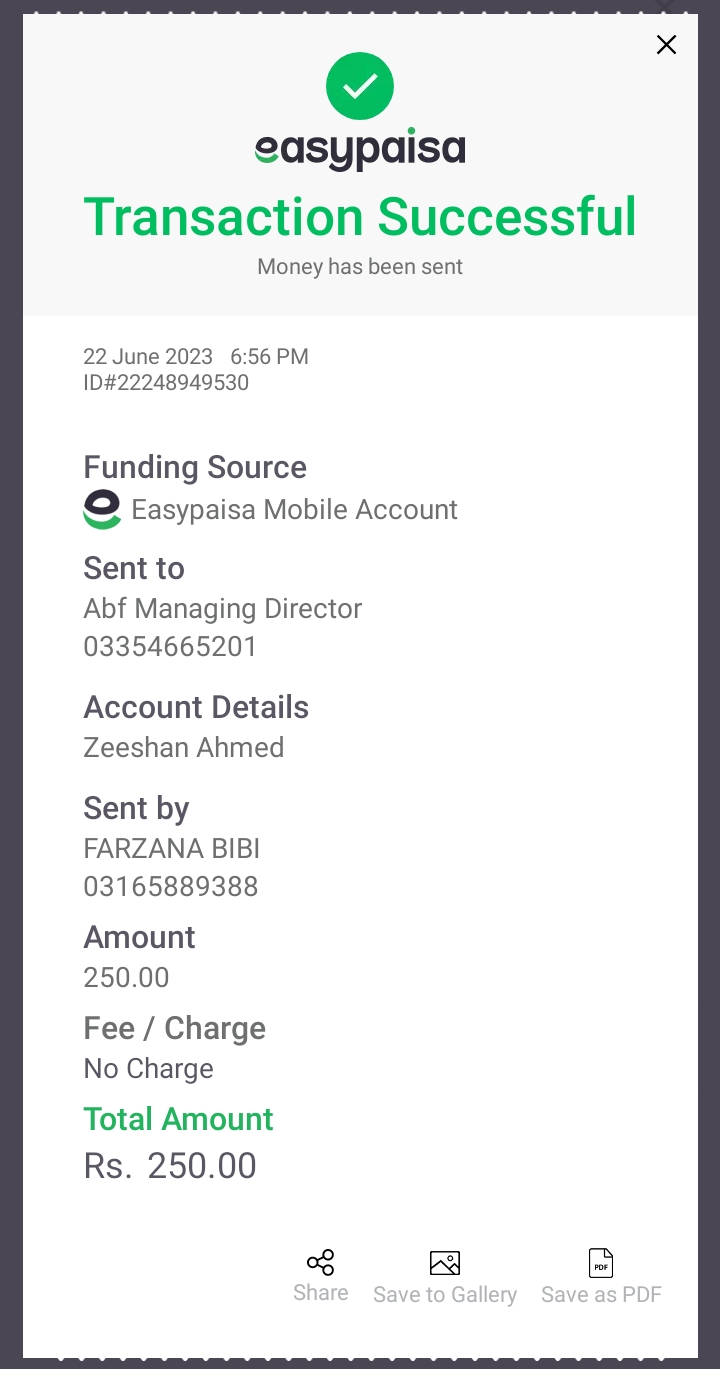 easypaisa
Transaction Successful
Money has been sent
22 June 2023 6:56 PM
ID#22248949530
Funding Source
Easypaisa Mobile Account
Sent to
Abf Managing Director
03354665201
Account Details
Zeeshan Ahmed
Sent by
FARZANA BIBI
03165889388
Amount
250.00
Fee / Charge
No Charge
Total Amount
Rs. 250.00
PDF
Share Save to Gallery Save as PDF